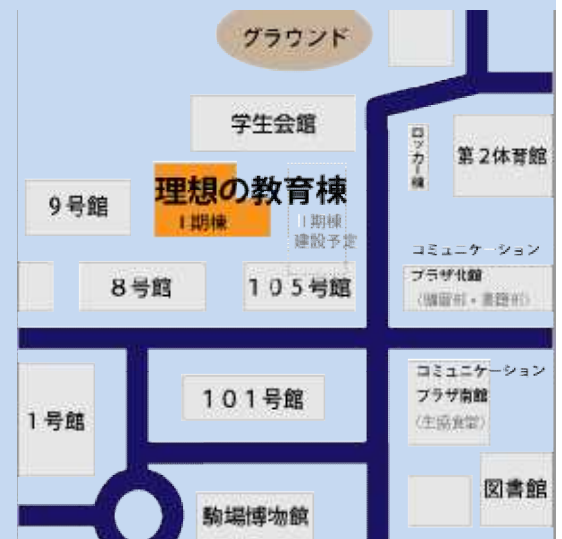 グラウンド
学生会館
ロッカー棟
第2体育館
理想の教育棟
9号館
I期棟
I期棟
建設予定
コミュニケーション
プラザ北館
8号館
105号館
(購買部・書籍部)
コミュニケーション
プラザ南館
(生協食堂)
101号館
1号館
図書館
駒場博物館